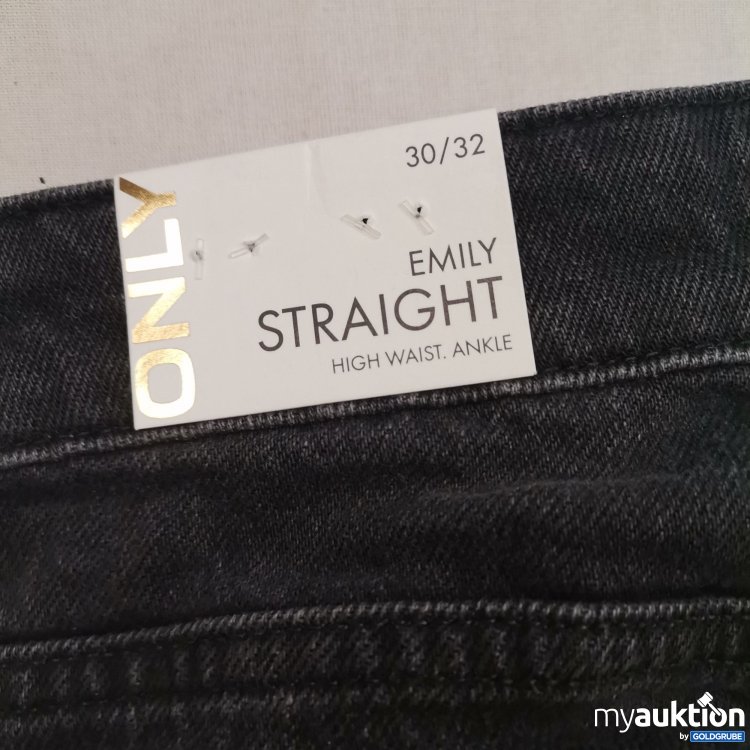 ONLY
30/32
EMILY
STRAIGHT
HIGH WAIST. ANKLE
myauktion
by GOLDGRUBE